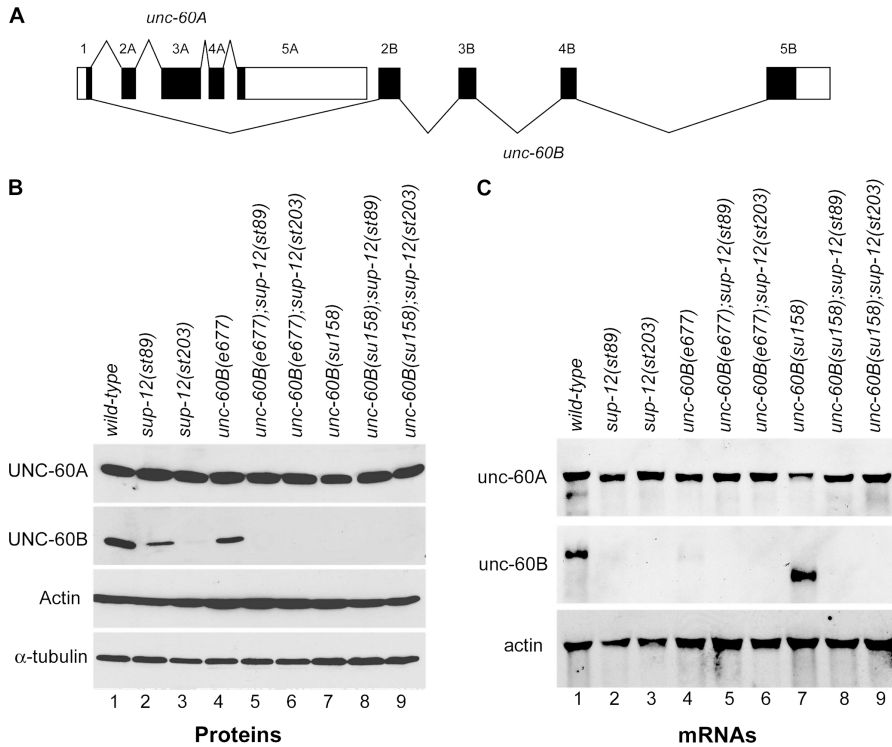 A
unc-60A
1 2A 3A 4A 5A 2B 3B 4B 5B
unc-60B
B
wild-type
sup-12(st89)
sup-12(st203)
unc-60B(e677)
unc-60B(e677);sup-12(st89)
unc-60B(e677);sup-12(st203)
unc-60B(su158)
unc-60B(su158);sup-12(st89)
unc-60B(su158);sup-12(st203)
UNC-60A
UNC-60B
Actin
α-tubulin
1 2 3 4 5 6 7 8 9
Proteins
C
wild-type
sup-12(st89)
sup-12(st203)
unc-60B(e677)
unc-60B(e677);sup-12(st89)
unc-60B(e677);sup-12(st203)
unc-60B(su158)
unc-60B(su158);sup-12(st89)
unc-60B(su158);sup-12(st203)
unc-60A
unc-60B
actin
1 2 3 4 5 6 7 8 9
mRNAs